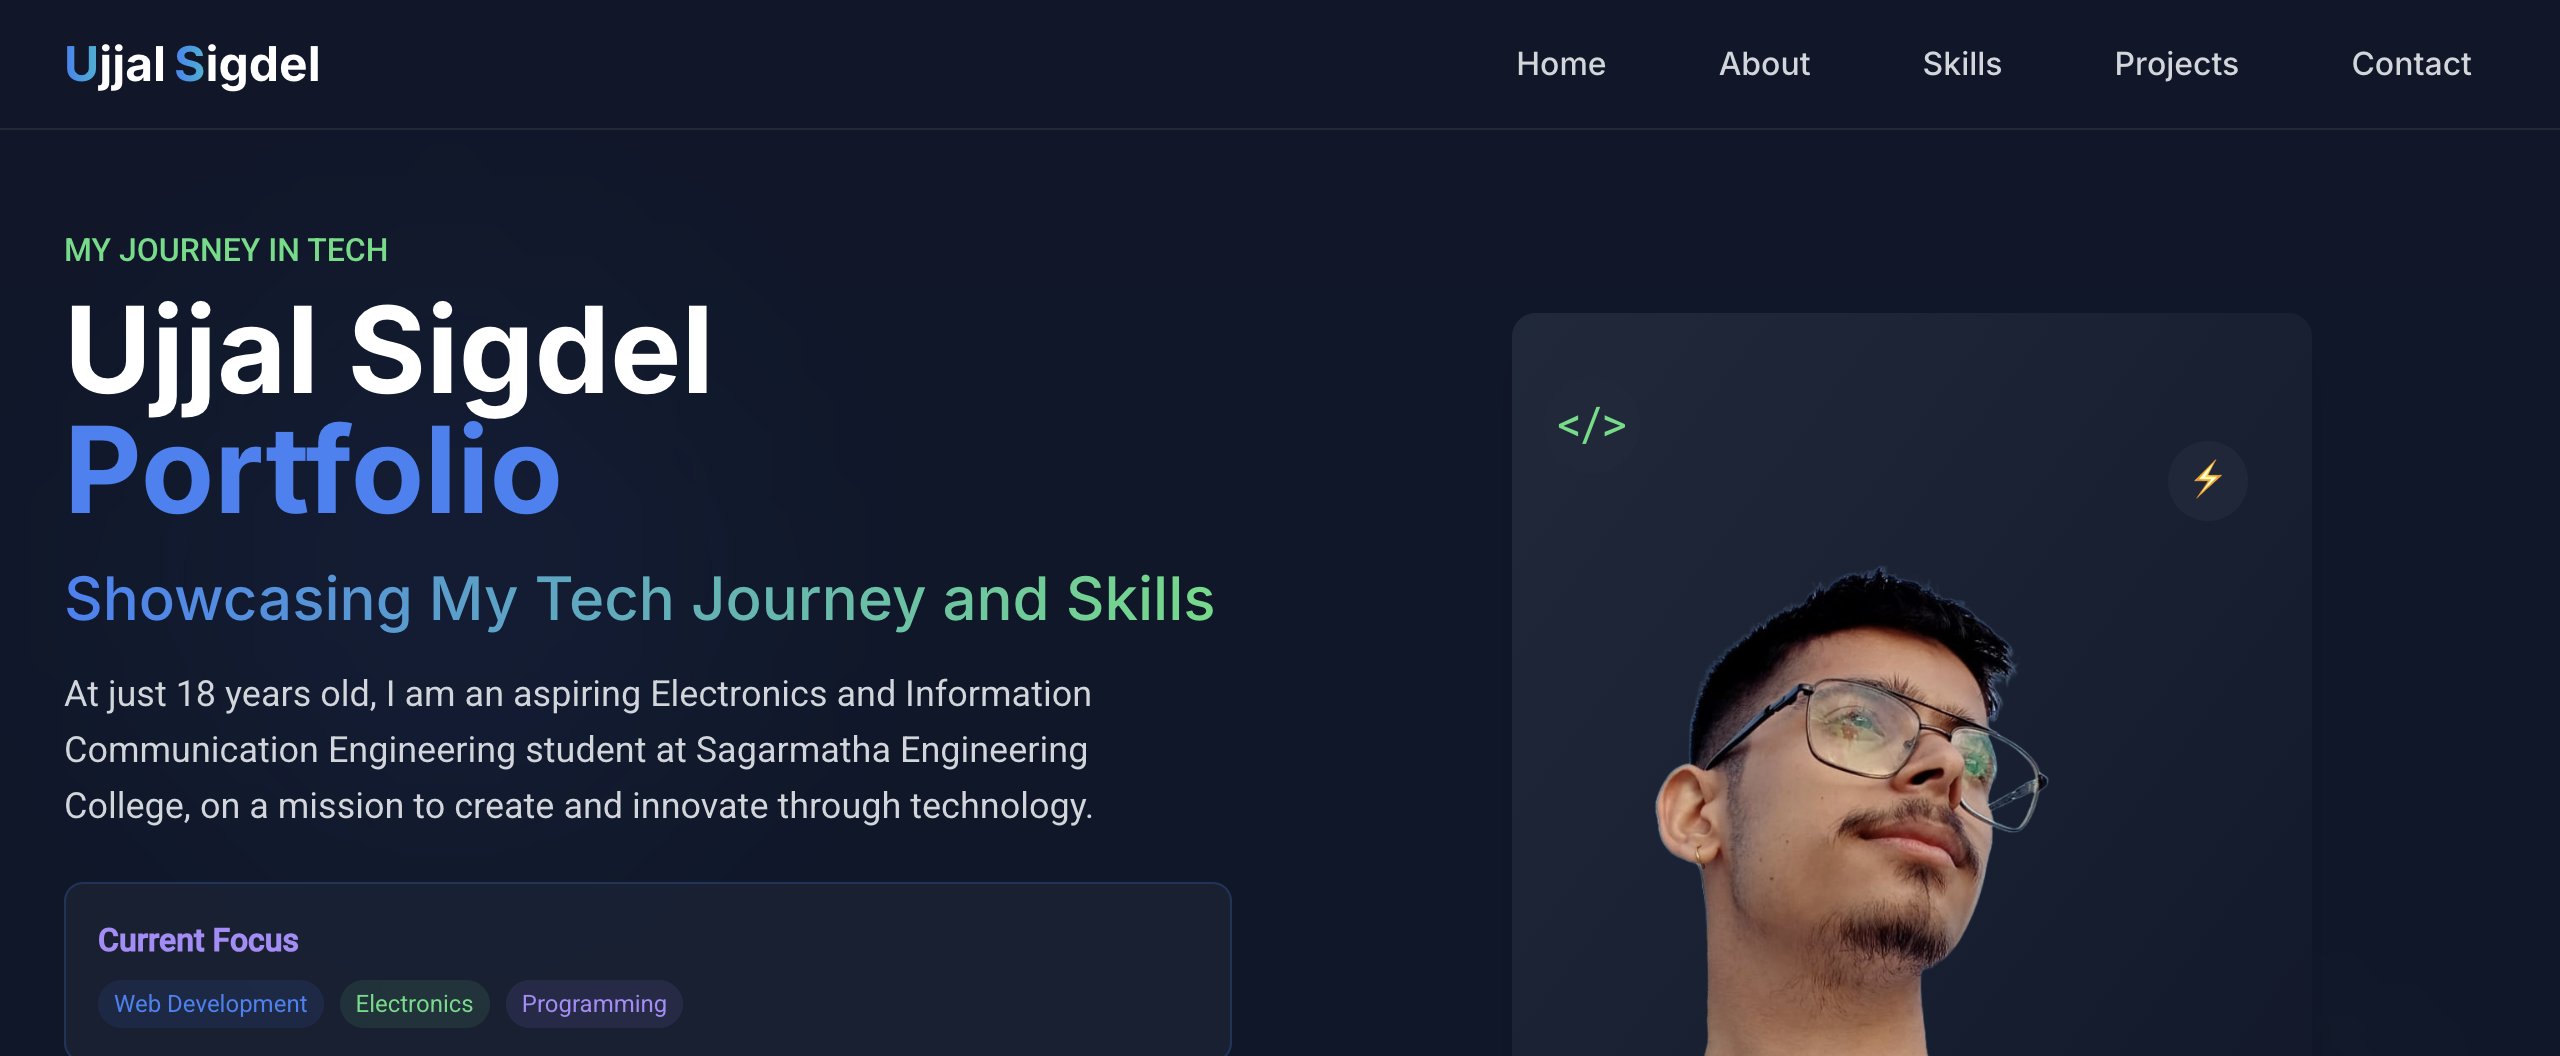 Ujjal Sigdel
Home About Skills Projects Contact
MY JOURNEY IN TECH
Ujjal Sigdel
Portfolio
</>
Showcasing My Tech Journey and Skills
At just 18 years old, I am an aspiring Electronics and Information
Communication Engineering student at Sagarmatha Engineering
College, on a mission to create and innovate through technology.
Current Focus
Web Development Electronics Programming